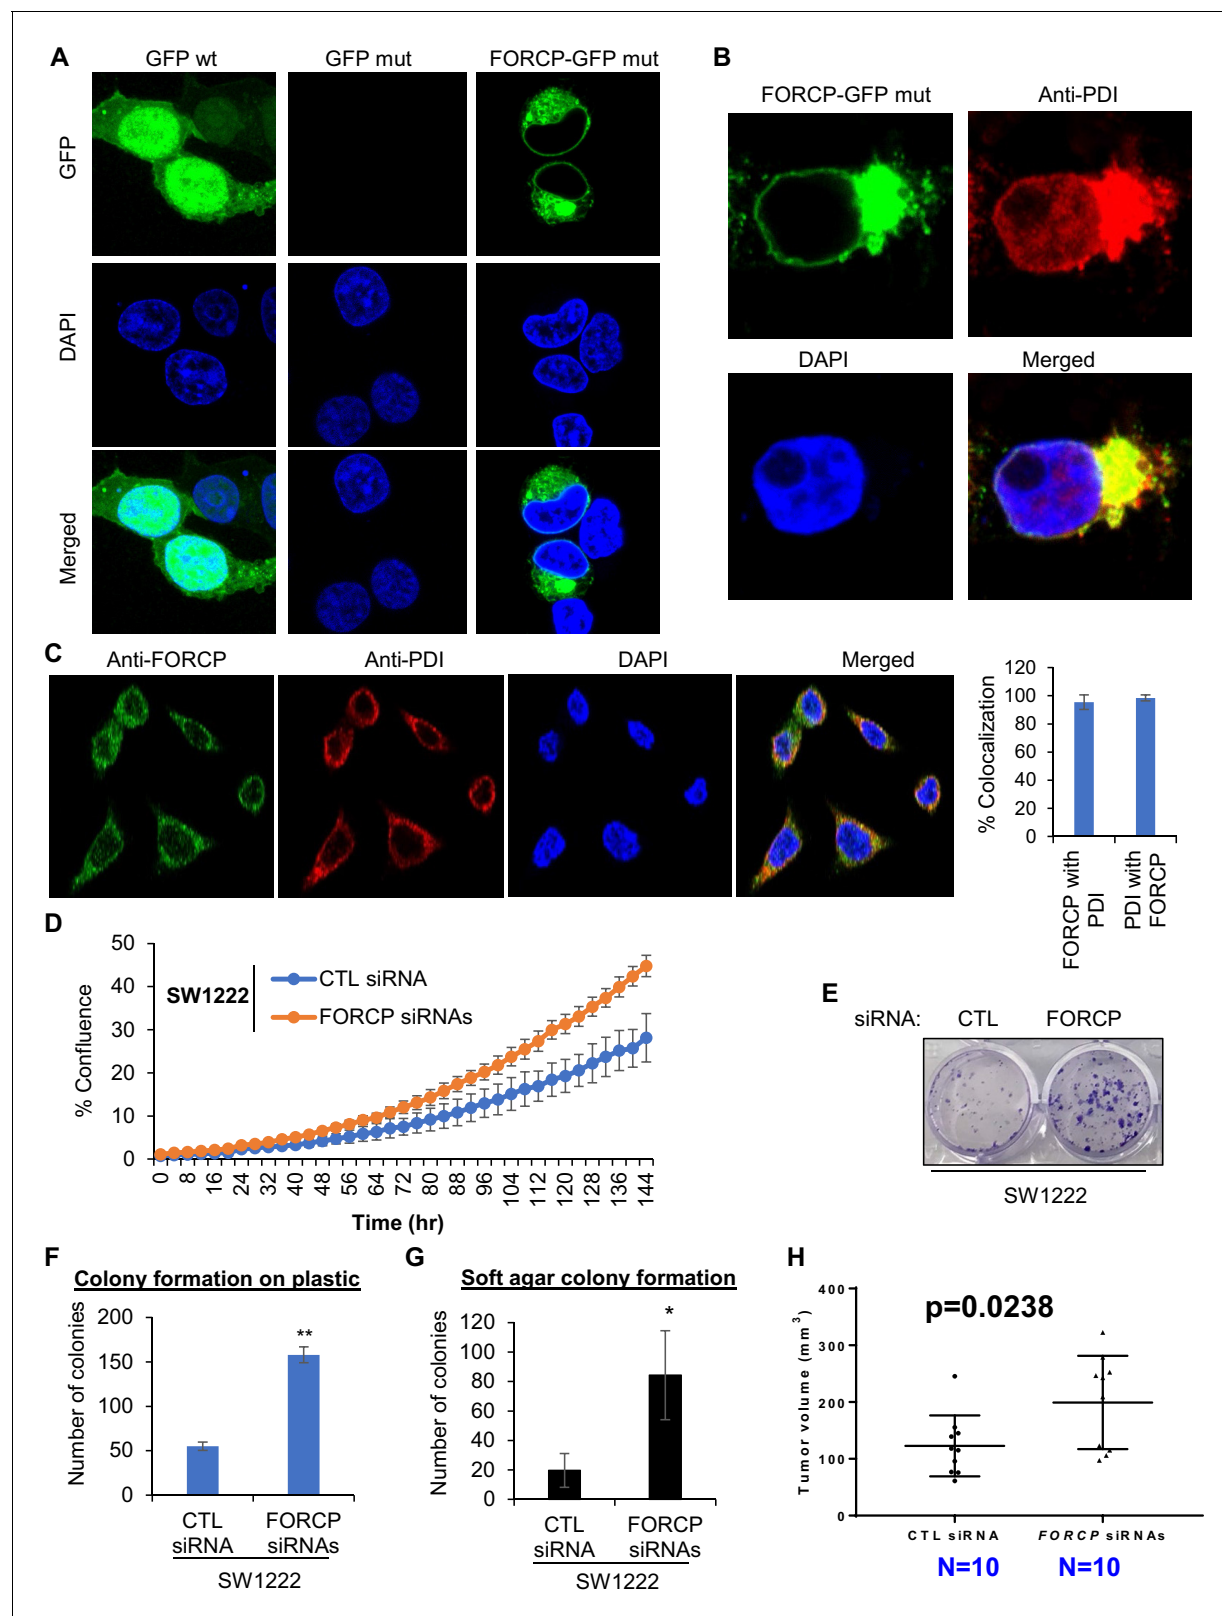 A
GFP wt
GFP mut
FORCP-GFP mut
GFP
DAPI
Merged
B
FORCP-GFP mut
Anti-PDI
DAPI
Merged
C
Anti-FORCP
Anti-PDI
DAPI
Merged
% Colocalization
120
100
80
60
40
20
0
FORCP with
PDI
PDI with
FORCP
D
% Confluence
50
40
30
20
10
0
SW1222
CTL siRNA
FORCP siRNAs
0
8
16
24
32
40
48
56
64
72
80
88
96
104
112
120
128
136
144
Time (hr)
E
siRNA: CTL FORCP
SW1222
F
Colony formation on plastic
Number of colonies
200
150
100
50
0
**
CTL
siRNA
FORCP
siRNAs
SW1222
G
Soft agar colony formation
Number of colonies
120
100
80
60
40
20
0
*
CTL
siRNA
FORCP
siRNAs
SW1222
H
p=0.0238
Tumor volume (mm3)
400
300
200
100
0
CTL siRNA
FORCP siRNAs
N=10
N=10